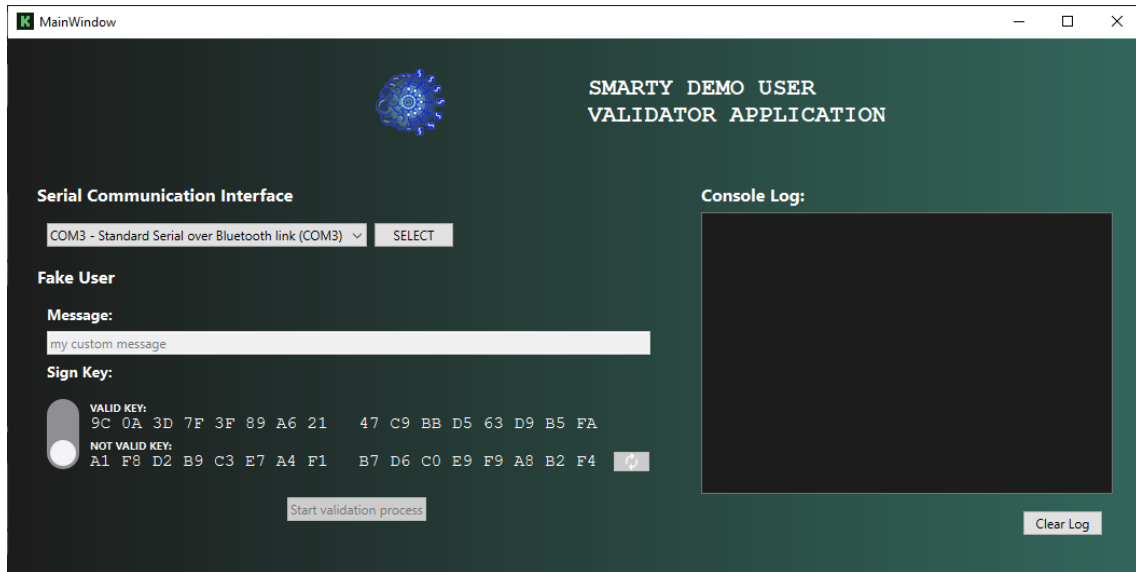 MainWindow
SMARTY DEMO USER
VALIDATOR APPLICATION
Serial Communication Interface
COM3 - Standard Serial over Bluetooth link (COM3)
SELECT
Fake User
Message:
my custom message
Sign Key:
VALID KEY:
9C 0A 3D 7F 3F 89 A6 21 47 C9 BB D5 63 D9 B5 FA
NOT VALID KEY:
A1 F8 D2 B9 C3 E7 A4 F1 B7 D6 C0 E9 F9 A8 B2 F4
Start validation process
Console Log:
Clear Log